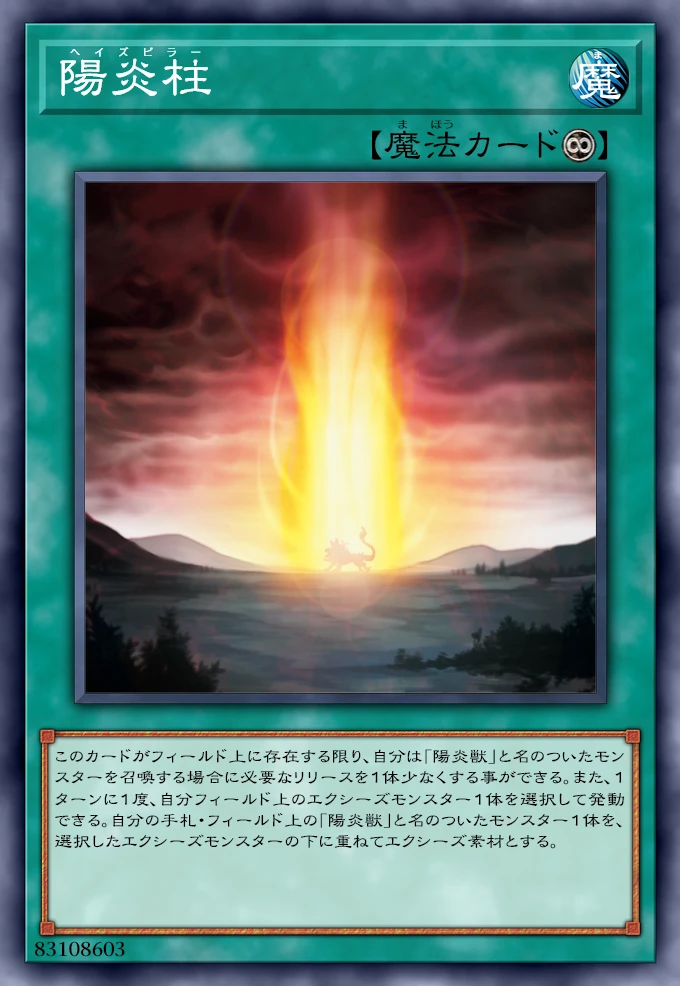 ヘイズピラー
陽炎柱
ま
魔
ま ほう
【魔法カード】
このカードがフィールド上に存在する限り、自分は「陽炎獣」と名のついたモン
スターを召喚する場合に必要なリリースを1体少なくする事ができる。また、1
ターンに1度、自分フィールド上のエクシーズモンスター1体を選択して発動
できる。自分の手札・フィールド上の「陽炎獣」と名のついたモンスター1体を、
選択したエクシーズモンスターの下に重ねてエクシーズ素材とする。
83108603